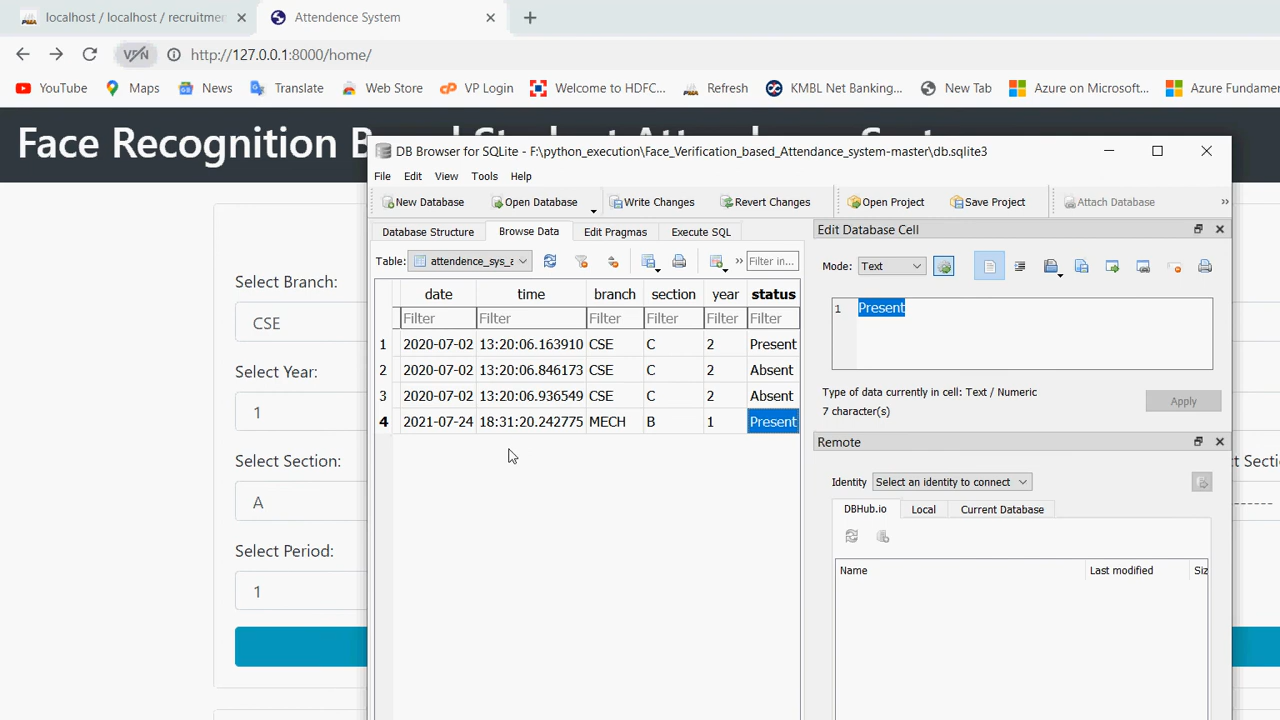 localhost / localhost / recruitmen
Attendence System
VPN
http://127.0.0.1:8000/home/
YouTube
Maps
News
Translate
Web Store
VP Login
Welcome to HDFC...
Refresh
KMBL Net Banking...
New Tab
Azure on Microsoft...
Azure Fundamen
Face Recognition Based Student Attendance System
DB Browser for SQLite - F:\python_execution\Face_Verification_based_Attendance_system-master\db.sqlite3
File Edit View Tools Help
New Database
Open Database
Write Changes
Revert Changes
Open Project
Save Project
Attach Database
Database Structure
Browse Data
Edit Pragmas
Execute SQL
Table:
attendence_sys_a
Filter in...
date time branch section year status
Filter Filter Filter Filter Filter Filter
1 2020-07-02 13:20:06.163910 CSE C 2 Present
2 2020-07-02 13:20:06.846173 CSE C 2 Absent
3 2020-07-02 13:20:06.936549 CSE C 2 Absent
4 2021-07-24 18:31:20.242775 MECH B 1 Present
Edit Database Cell
Mode:
Text
1 Present
Type of data currently in cell: Text / Numeric
7 character(s)
Apply
Remote
Identity
Select an identity to connect
DBHub.io
Local
Current Database
Name
Last modified
Siz
Select Branch:
CSE
Select Year:
1
Select Section:
A
Select Period:
1
ct Section:
------